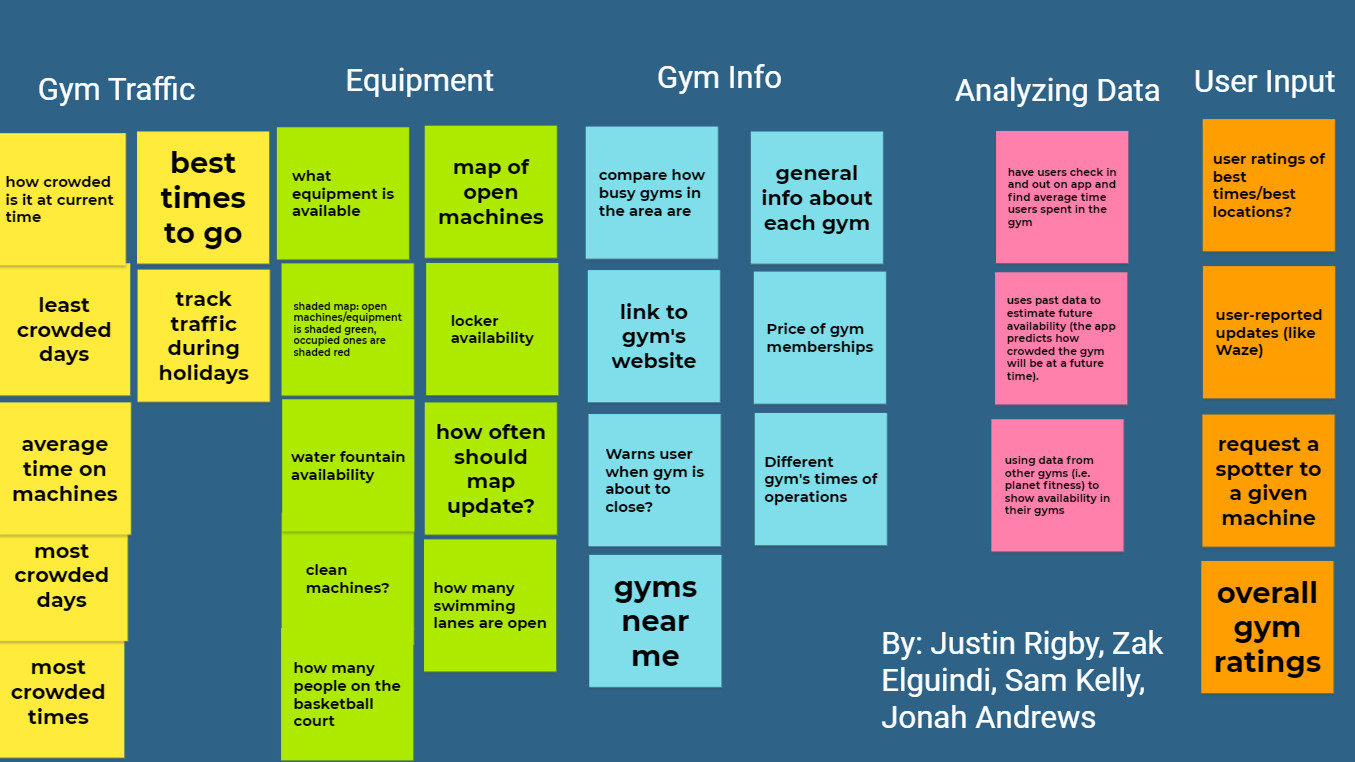 Gym Traffic
how crowded
is it at current
time
best
times
to go
least
crowded
days
track
traffic
during
holidays
average
time on
machines
most
crowded
days
most
crowded
times
Equipment
what
equipment is
available
map of
open
machines
shaded map: open
machines/equipment
is shaded green,
occupied ones are
shaded red
locker
availability
water fountain
availability
how often
should
map
update?
clean
machines?
how many
swimming
lanes are open
how many
people on the
basketball
court
Gym Info
compare how
busy gyms in
the area are
general
info about
each gym
link to
gym's
website
Price of gym
memberships
Warns user
when gym is
about to
close?
Different
gym's times of
operations
gyms
near
me
Analyzing Data
have users check in
and out on app and
find average time
users spent in the
gym
uses past data to
estimate future
availability (the app
predicts how
crowded the gym
will be at a future
time).
using data from
other gyms (i.e.
planet fitness) to
show availability in
their gyms
User Input
user ratings of
best
times/best
locations?
user-reported
updates (like
Waze)
request a
spotter to
a given
machine
overall
gym
ratings
By: Justin Rigby, Zak
Elguindi, Sam Kelly,
Jonah Andrews